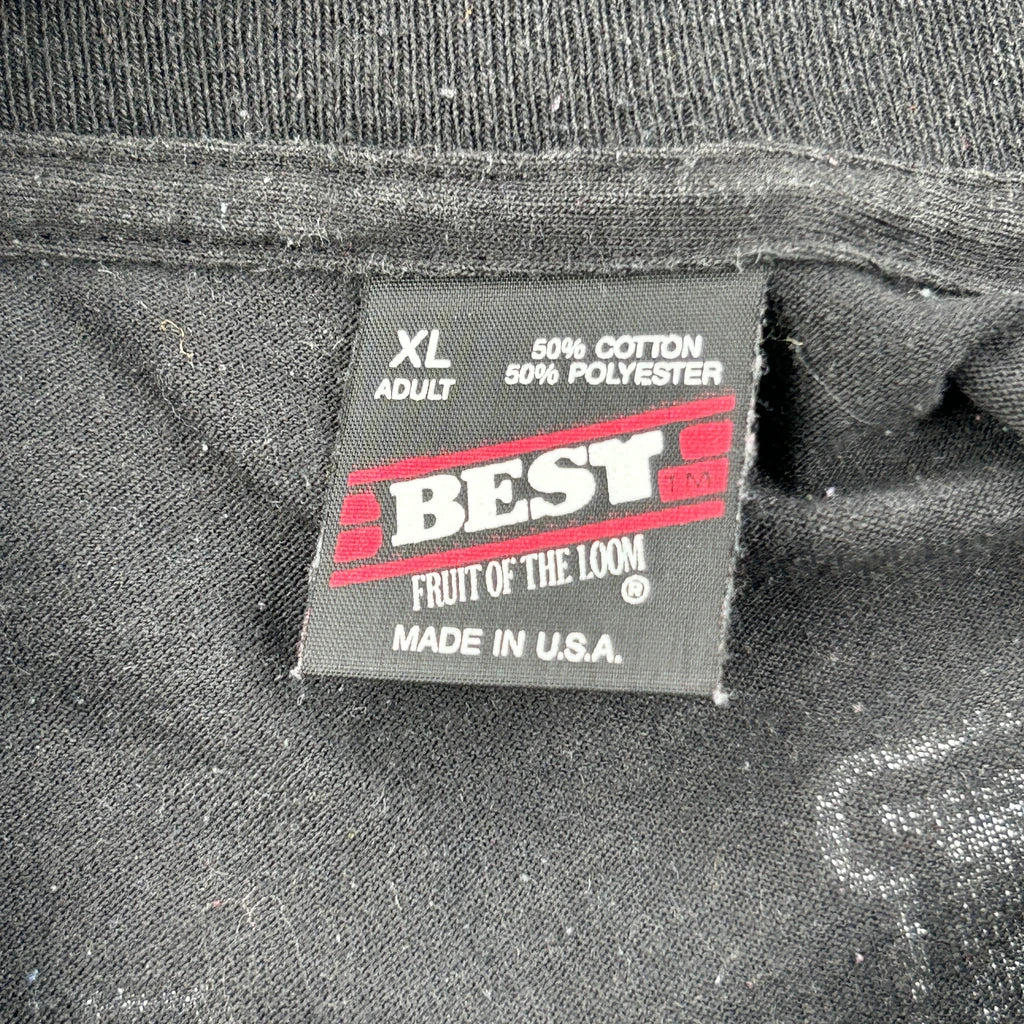 XL
ADULT
50% COTTON
50% POLYESTER
BEST TM
FRUIT OF THE LOOM ®
MADE IN U.S.A.